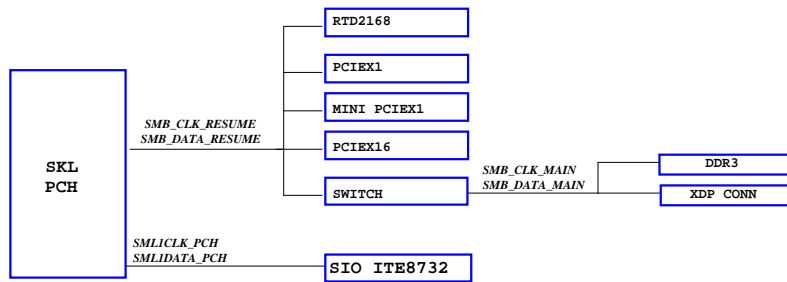 RTD2168
PCIEX1
MINI PCIEX1
SMB_CLK_RESUME
SMB_DATA_RESUME
PCIEX16
SKL
PCH
SMB_CLK_MAIN
SMB_DATA_MAIN
DDR3
SWITCH
XDP CONN
SML1CLK_PCH
SML1DATA_PCH
SIO ITE8732